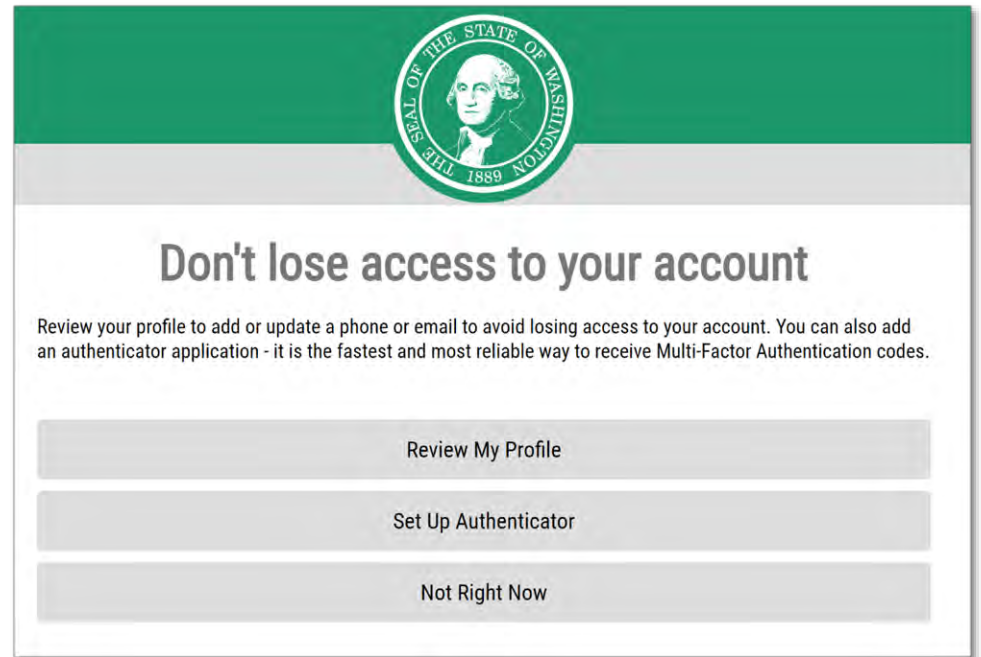 THE SEAL OF THE STATE OF WASHINGTON
1889
Don't lose access to your account
Review your profile to add or update a phone or email to avoid losing access to your account. You can also add
an authenticator application - it is the fastest and most reliable way to receive Multi-Factor Authentication codes.
Review My Profile
Set Up Authenticator
Not Right Now